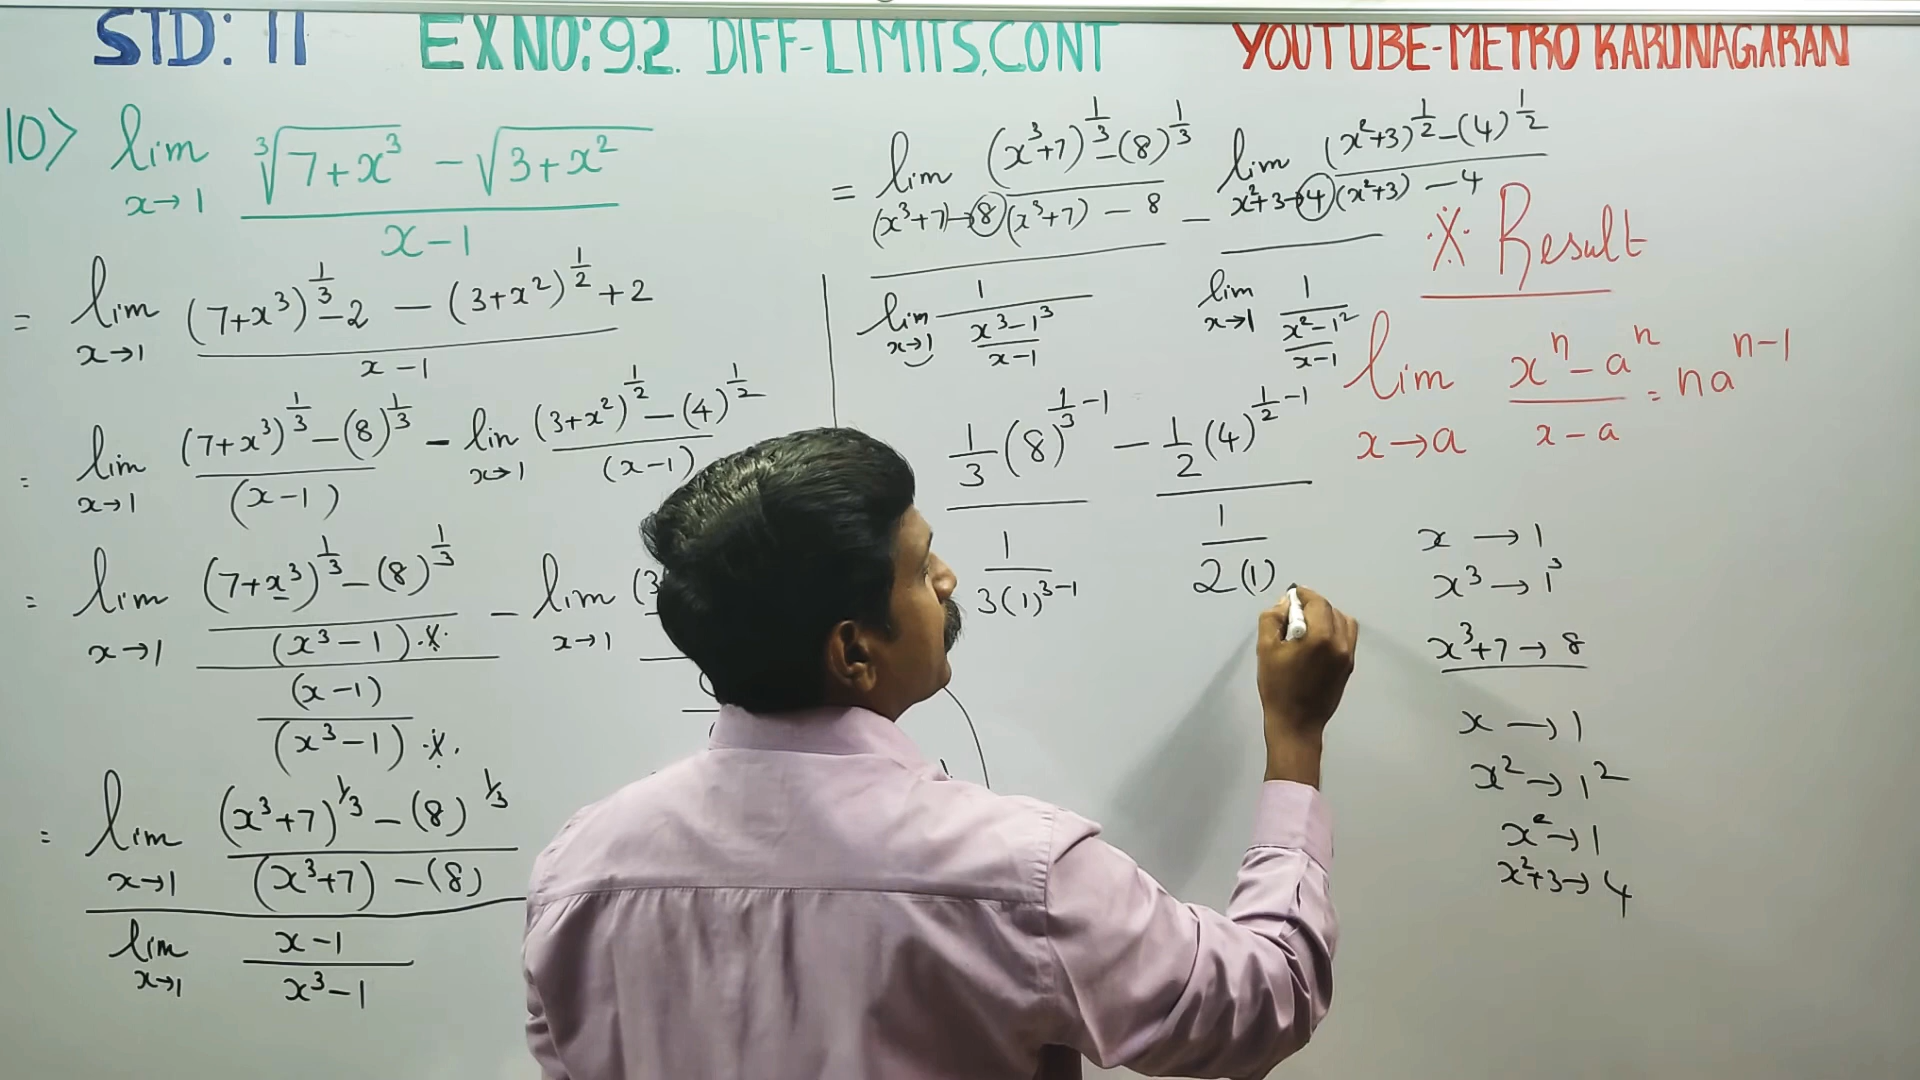 STD: 11 EX NO: 9.2. DIFF-LIMITS, CONT YOUTUBE-METRO KARUNAGARAN
10> lim x→1 (∛(7+x³) − √(3+x²)) / (x−1)
= lim x→1 ((7+x³)^(1/3) −2 − (3+x²)^(1/2) +2) / (x−1)
= lim x→1 ((7+x³)^(1/3) − (8)^(1/3)) / (x−1) − lim x→1 ((3+x²)^(1/2) − (4)^(1/2)) / (x−1)
= lim x→1 (((7+x³)^(1/3) − (8)^(1/3)) / (x³−1)·※·) / ((x−1) / (x³−1)·※·) − lim x→1 (3
= lim x→1 ((x³+7)^(1/3) − (8)^(1/3)) / ((x³+7) − (8))
lim x→1 (x−1) / (x³−1)
= lim (x³+7)→8 ((x³+7)^(1/3) − (8)^(1/3)) / ((x³+7) − 8) − lim x²+3→4 ((x²+3)^(1/2) − (4)^(1/2)) / ((x²+3) − 4)
lim x→1 1 / ((x³−1³) / (x−1)) lim x→1 1 / ((x²−1²) / (x−1))
1/3 (8)^(1/3 −1) − 1/2 (4)^(1/2 −1)
1 / 3(1)^(3−1) 1 / 2(1)
※ Result
lim x→a (xⁿ − aⁿ) / (x−a) = na^(n−1)
x → 1
x³ → 1³
x³+7 → 8
x → 1
x² → 1²
x² → 1
x²+3 → 4